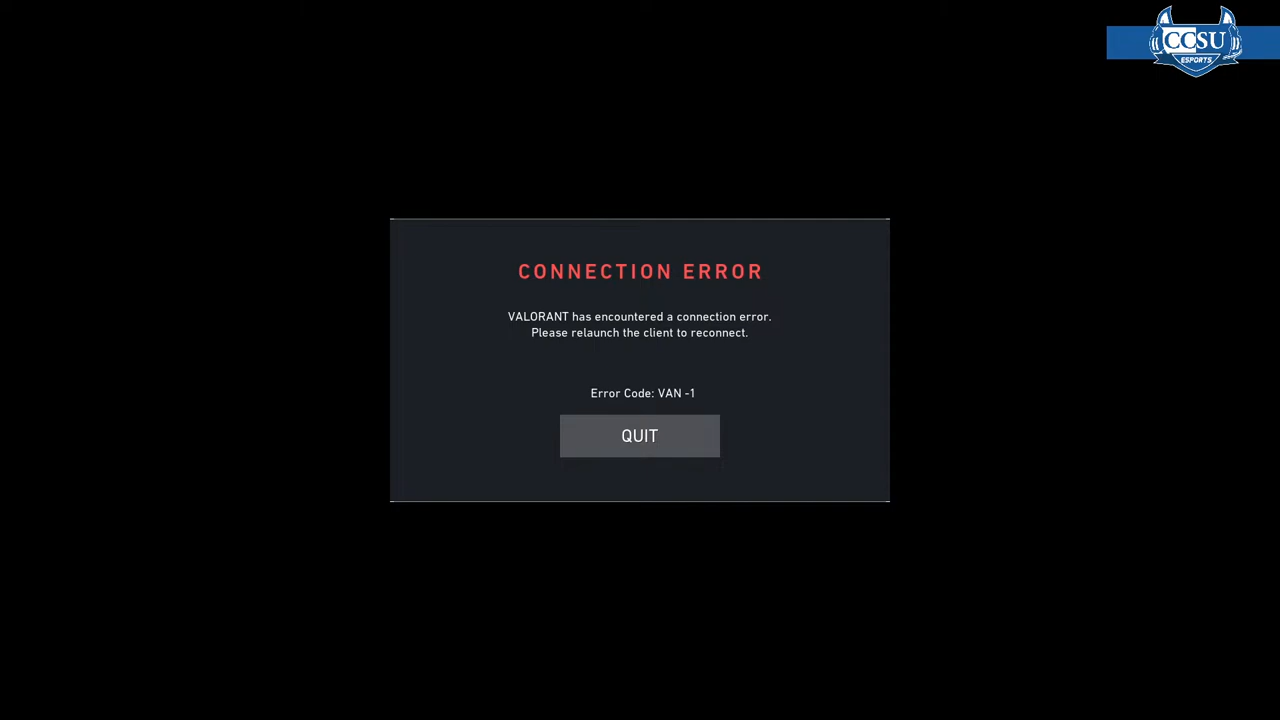 CCSU
ESPORTS
CONNECTION ERROR
VALORANT has encountered a connection error.
Please relaunch the client to reconnect.
Error Code: VAN -1
QUIT